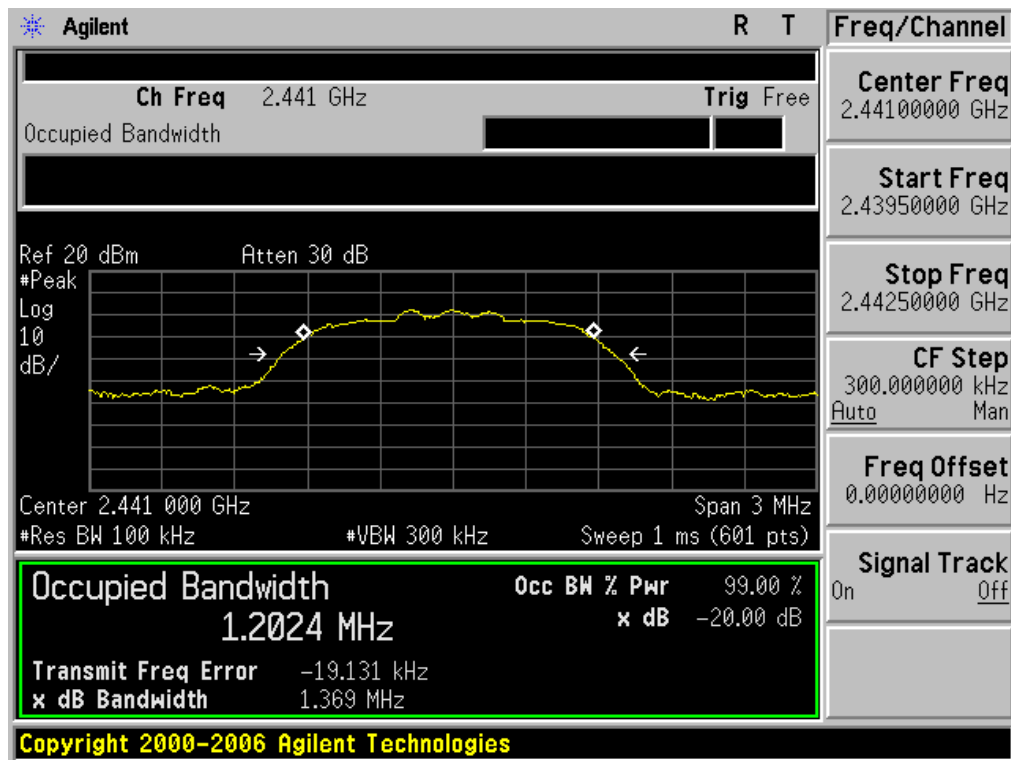 Agilent R T
Freq/Channel
Ch Freq 2.441 GHz Trig Free
Occupied Bandwidth
Ref 20 dBm Atten 30 dB
#Peak
Log
10
dB/
Center 2.441 000 GHz Span 3 MHz
#Res BW 100 kHz #VBW 300 kHz Sweep 1 ms (601 pts)
Occupied Bandwidth Occ BW % Pwr 99.00 %
1.2024 MHz x dB -20.00 dB
Transmit Freq Error -19.131 kHz
x dB Bandwidth 1.369 MHz
Copyright 2000-2006 Agilent Technologies
Center Freq
2.44100000 GHz
Start Freq
2.43950000 GHz
Stop Freq
2.44250000 GHz
CF Step
300.000000 kHz
Auto Man
Freq Offset
0.00000000 Hz
Signal Track
On Off